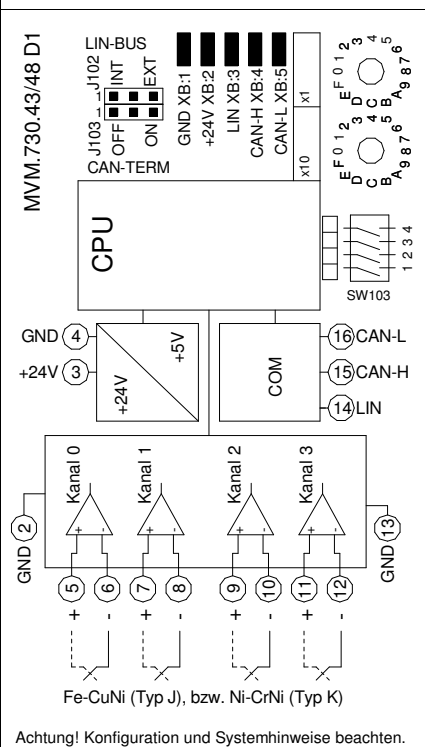 MVM.730.43/48 D1
LIN-BUS
J102
1
INT
EXT
J103
1
OFF
ON
CAN-TERM
GND XB:1
+24V XB:2
LIN XB:3
CAN-H XB:4
CAN-L XB:5
x1
x10
0 1 2 3 4 5 6 7 8 9 A B C D E F
0 1 2 3 4 5 6 7 8 9 A B C D E F
CPU
1 2 3 4
SW103
GND 4
+24V 3
+24V
+5V
COM
16 CAN-L
15 CAN-H
14 LIN
Kanal 0
Kanal 1
Kanal 2
Kanal 3
+ -
+ -
+ -
+ -
GND 2
GND 13
5 6 7 8 9 10 11 12
+ - + - + - + -
Fe-CuNi (Typ J), bzw. Ni-CrNi (Typ K)
Achtung! Konfiguration und Systemhinweise beachten.